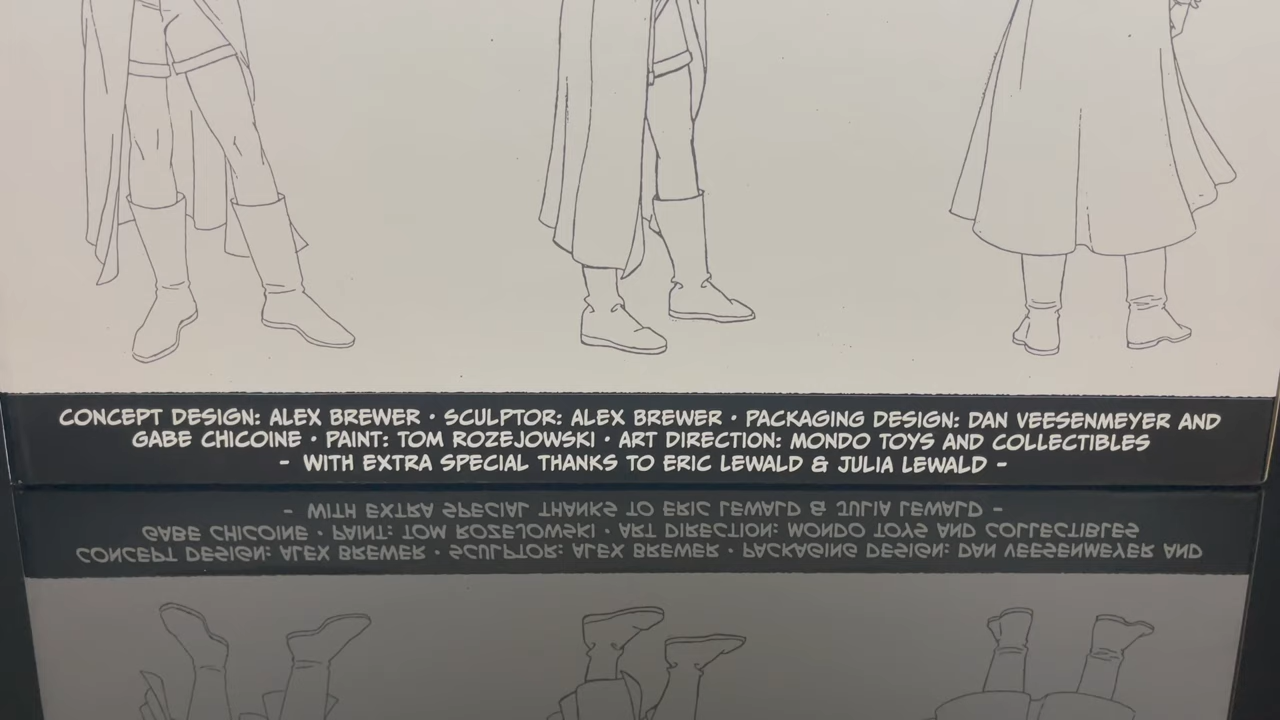 CONCEPT DESIGN: ALEX BREWER · SCULPTOR: ALEX BREWER · PACKAGING DESIGN: DAN VEESENMEYER AND
GABE CHICOINE · PAINT: TOM ROZEJOWSKI · ART DIRECTION: MONDO TOYS AND COLLECTIBLES
- WITH EXTRA SPECIAL THANKS TO ERIC LEWALD & JULIA LEWALD -